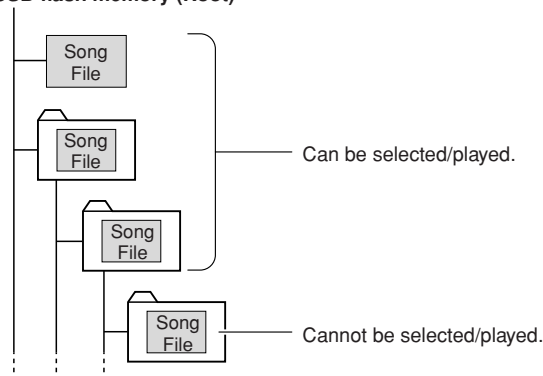 USB flash memory (Root)
Song
File
Song
File
Can be selected/played.
Song
File
Song
File
Cannot be selected/played.